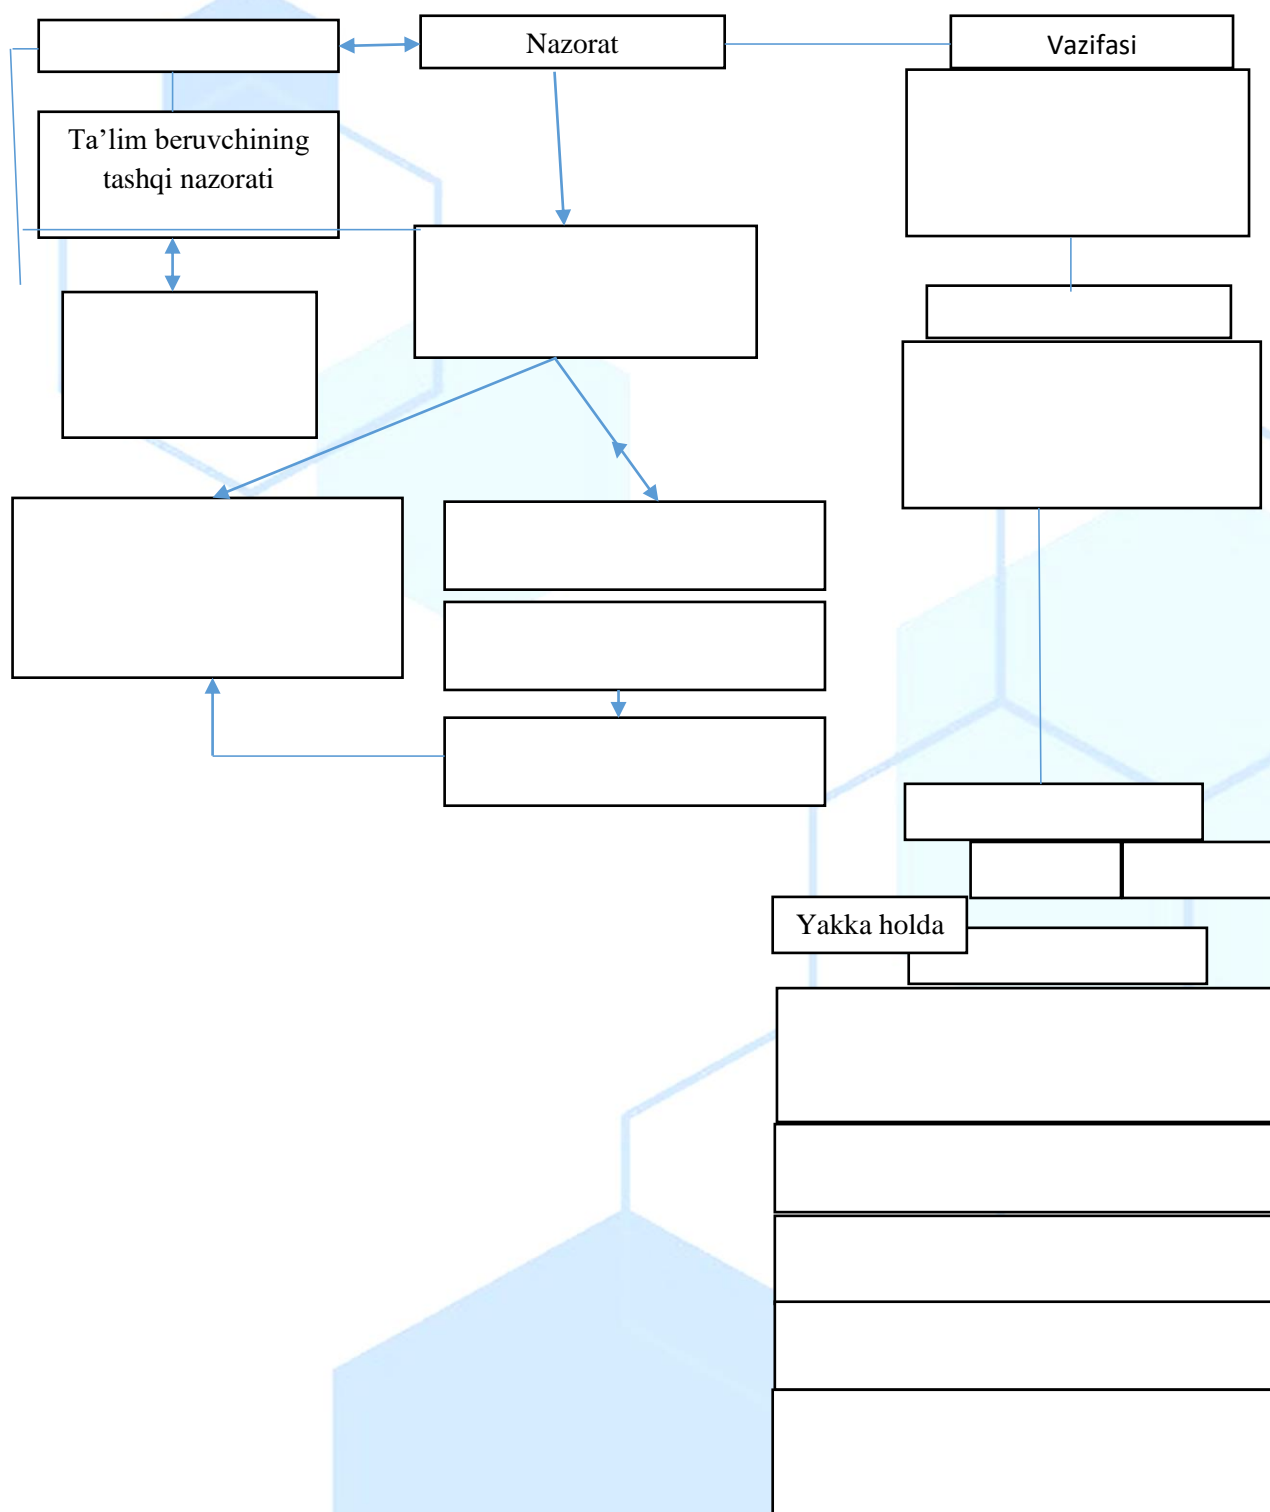 Nazorat
Vazifasi
Ta’lim beruvchining
tashqi nazorati
Yakka holda